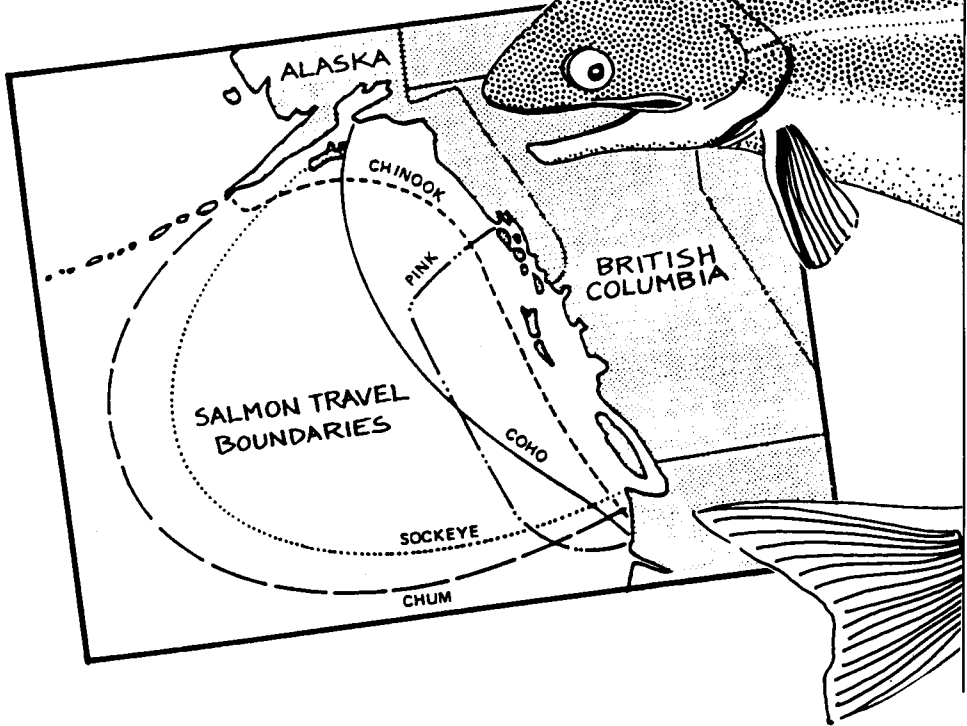 ALASKA
CHINOOK
PINK
BRITISH
COLUMBIA
SALMON TRAVEL
BOUNDARIES
COHO
SOCKEYE
CHUM